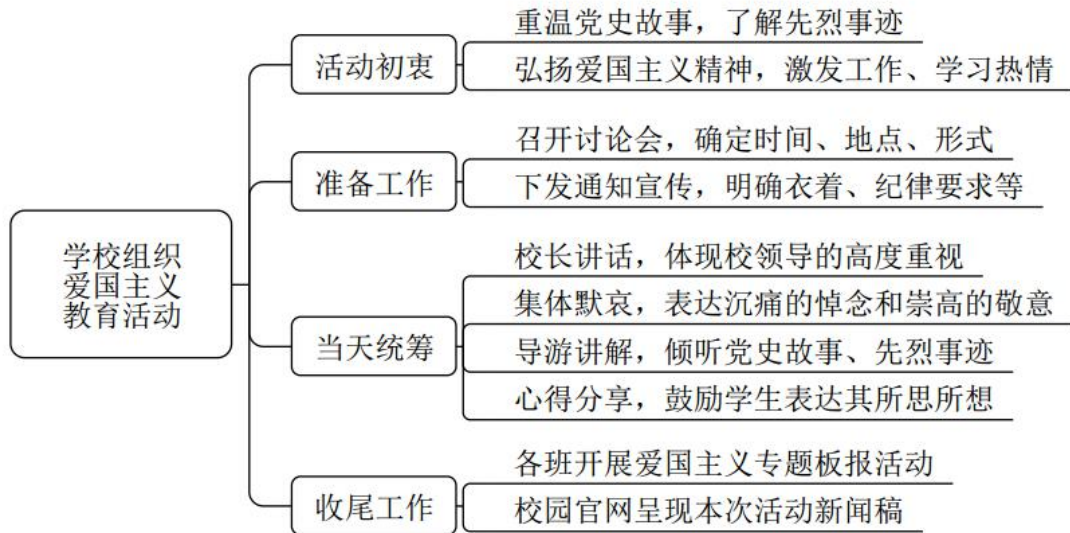 学校组织
爱国主义
教育活动
活动初衷
重温党史故事，了解先烈事迹
弘扬爱国主义精神，激发工作、学习热情
准备工作
召开讨论会，确定时间、地点、形式
下发通知宣传，明确衣着、纪律要求等
当天统筹
校长讲话，体现校领导的高度重视
集体默哀，表达沉痛的悼念和崇高的敬意
导游讲解，倾听党史故事、先烈事迹
心得分享，鼓励学生表达其所思所想
收尾工作
各班开展爱国主义专题板报活动
校园官网呈现本次活动新闻稿